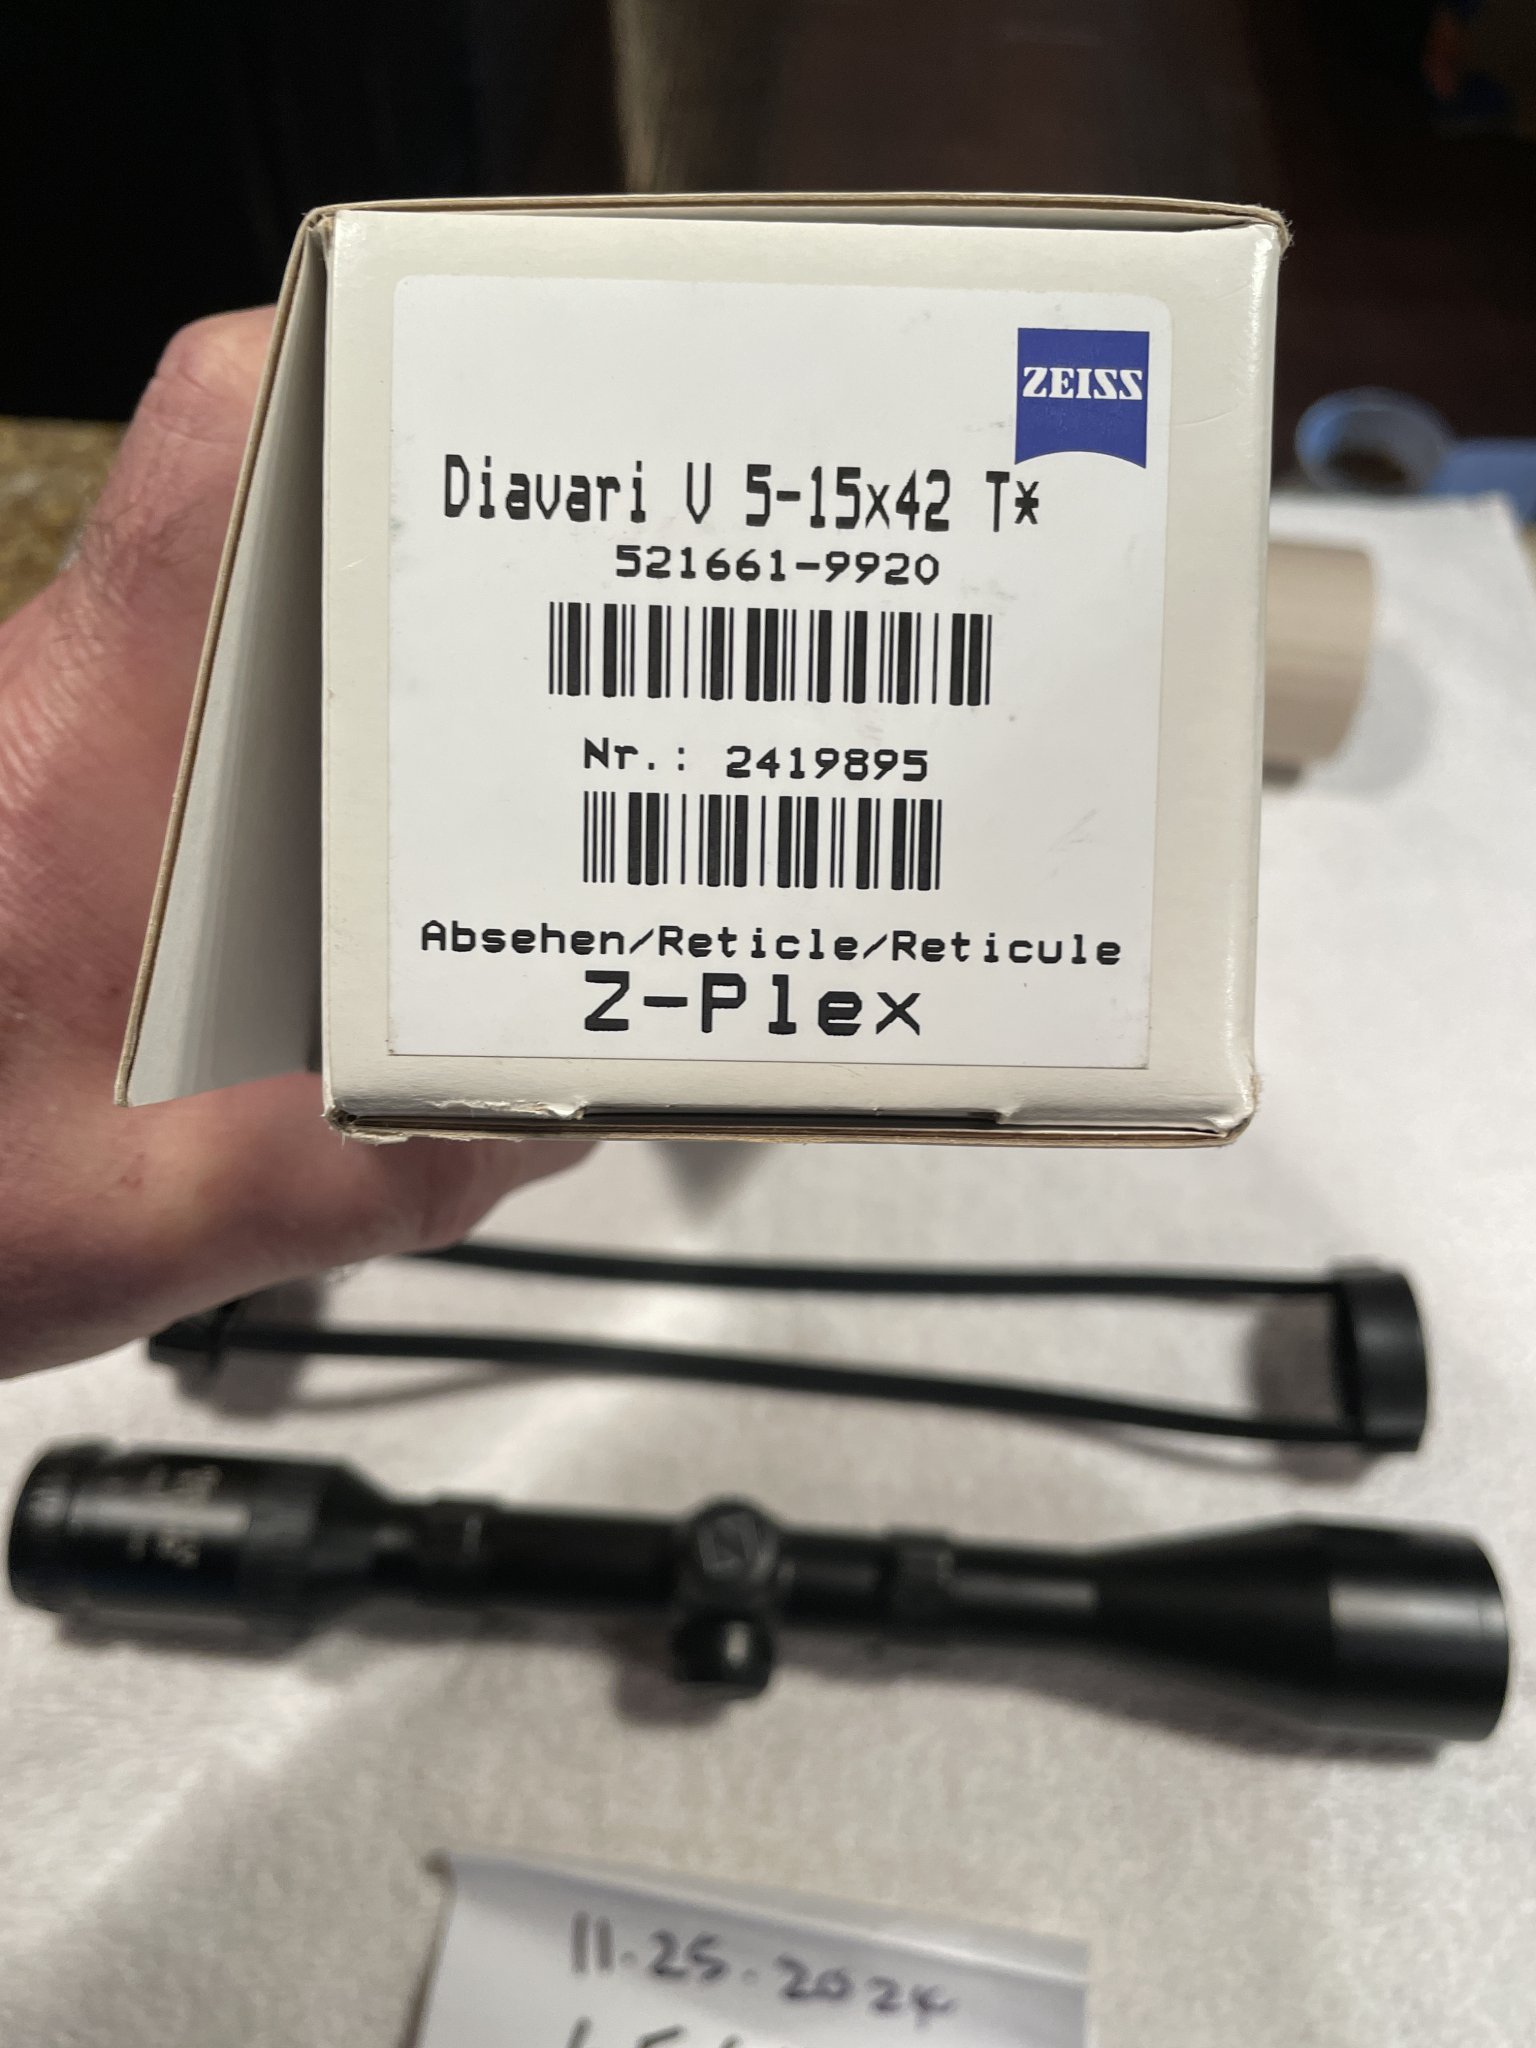 ZEISS
Diavari V 5-15x42 T*
521661-9920
Nr.: 2419895
Absehen/Reticle/Reticule
Z-Plex
11.25.2024